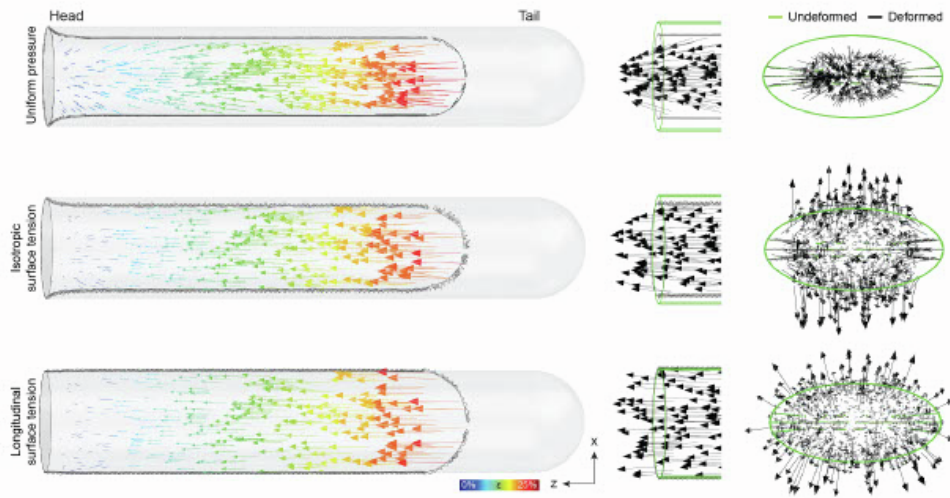 Head
Tail
Undeformed
Deformed
Uniform
pressure
Isotropic
surface tension
Longitudinal
surface tension
0%
ε
25%
x
z